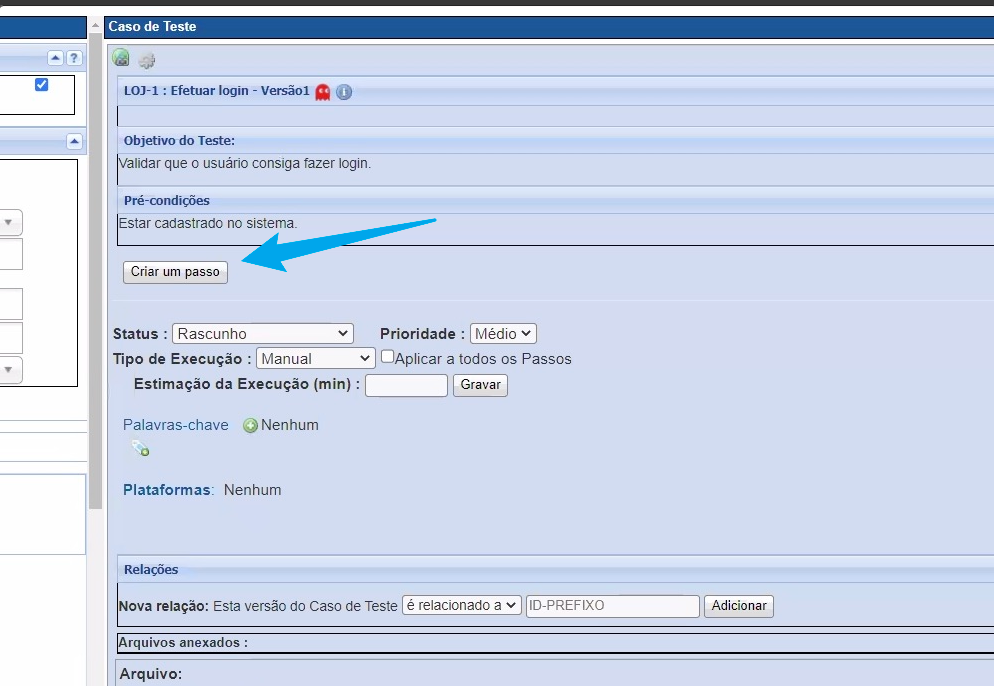 Caso de Teste
?
LOJ-1 : Efetuar login - Versão1
Objetivo do Teste:
Validar que o usuário consiga fazer login.
Pré-condições
Estar cadastrado no sistema.
Criar um passo
Status : Rascunho Prioridade : Médio
Tipo de Execução : Manual Aplicar a todos os Passos
Estimação da Execução (min) : Gravar
Palavras-chave Nenhum
Plataformas: Nenhum
Relações
Nova relação: Esta versão do Caso de Teste é relacionado a ID-PREFIXO Adicionar
Arquivos anexados :
Arquivo: